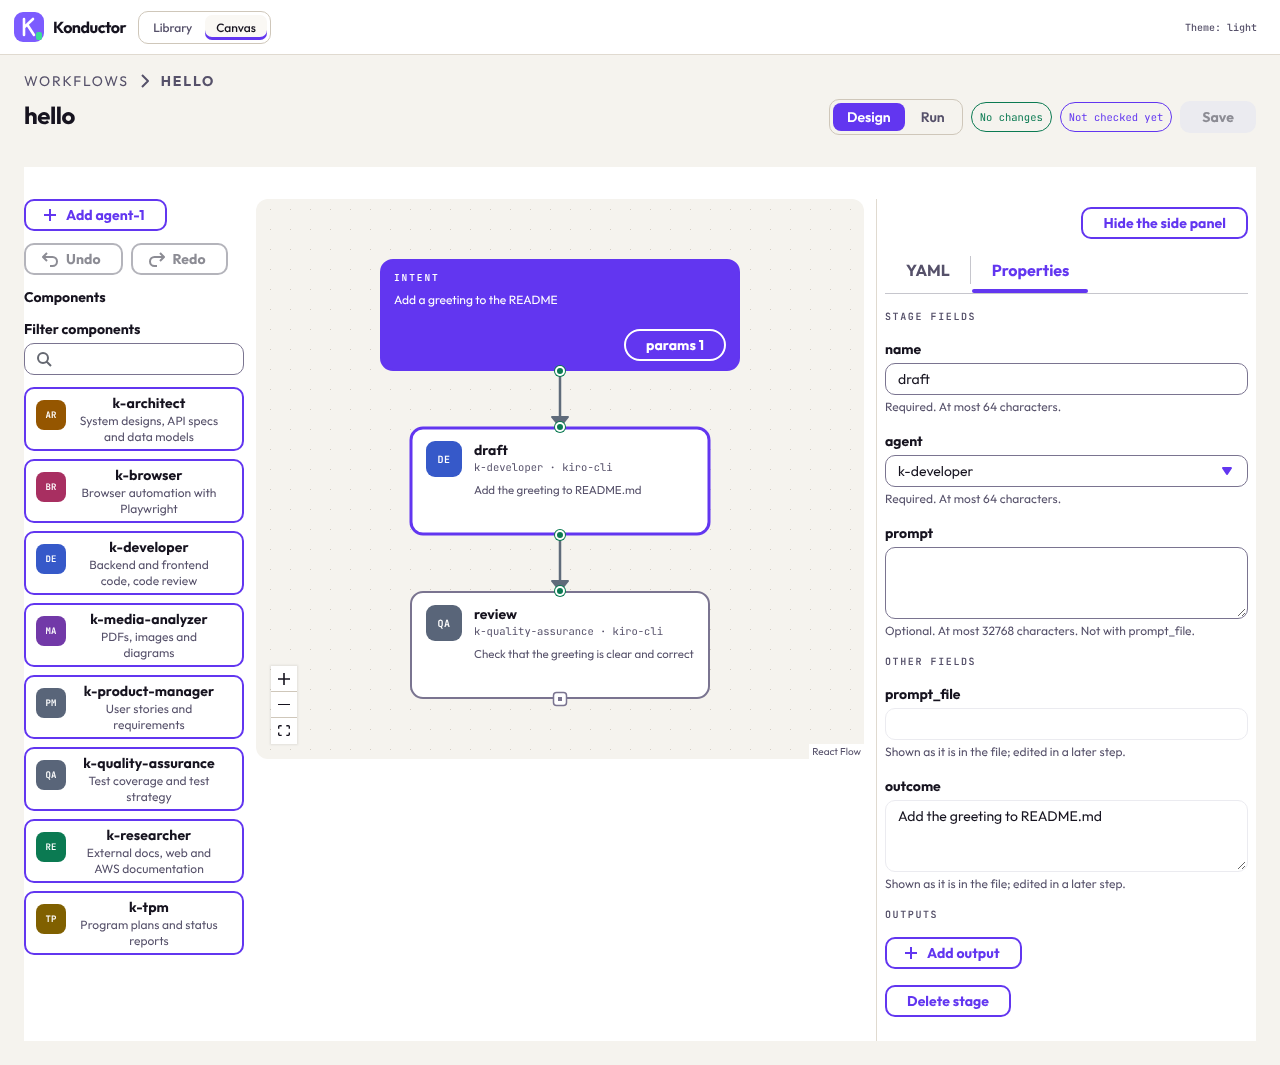 Konductor
Library
Canvas
Theme: light
WORKFLOWS
HELLO
hello
Design
Run
No changes
Not checked yet
Save
Add agent-1
Undo
Redo
Components
Filter components
AR
k-architect
System designs, API specs
and data models
BR
k-browser
Browser automation with
Playwright
DE
k-developer
Backend and frontend
code, code review
MA
k-media-analyzer
PDFs, images and
diagrams
PM
k-product-manager
User stories and
requirements
QA
k-quality-assurance
Test coverage and test
strategy
RE
k-researcher
External docs, web and
AWS documentation
TP
k-tpm
Program plans and status
reports
INTENT
Add a greeting to the README
params 1
DE
draft
k-developer · kiro-cli
Add the greeting to README.md
QA
review
k-quality-assurance · kiro-cli
Check that the greeting is clear and correct
React Flow
Hide the side panel
YAML
Properties
STAGE FIELDS
name
draft
Required. At most 64 characters.
agent
k-developer
Required. At most 64 characters.
prompt
Optional. At most 32768 characters. Not with prompt_file.
OTHER FIELDS
prompt_file
Shown as it is in the file; edited in a later step.
outcome
Add the greeting to README.md
Shown as it is in the file; edited in a later step.
OUTPUTS
Add output
Delete stage